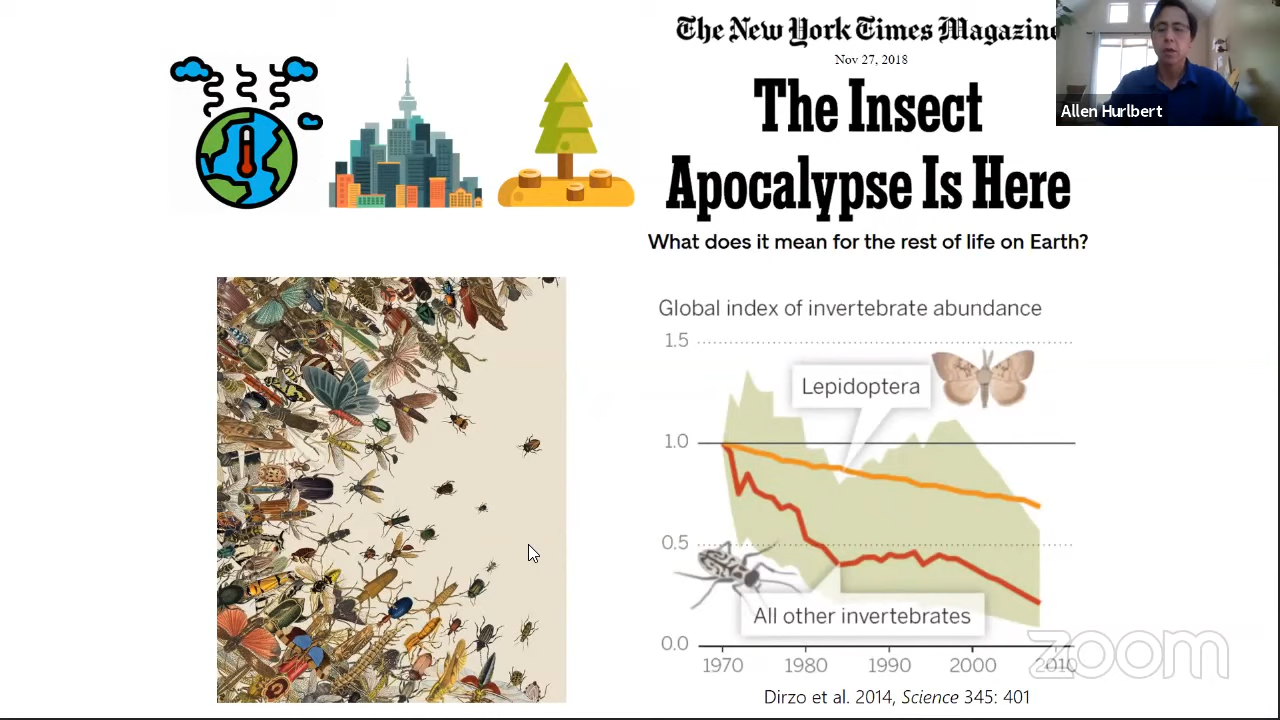 The New York Times Magazine
Nov 27, 2018
Allen Hurlbert
The Insect
Apocalypse Is Here
What does it mean for the rest of life on Earth?
Global index of invertebrate abundance
1.5
Lepidoptera
1.0
0.5
All other invertebrates
0.0
1970 1980 1990 2000 2010
zoom
Dirzo et al. 2014, Science 345: 401